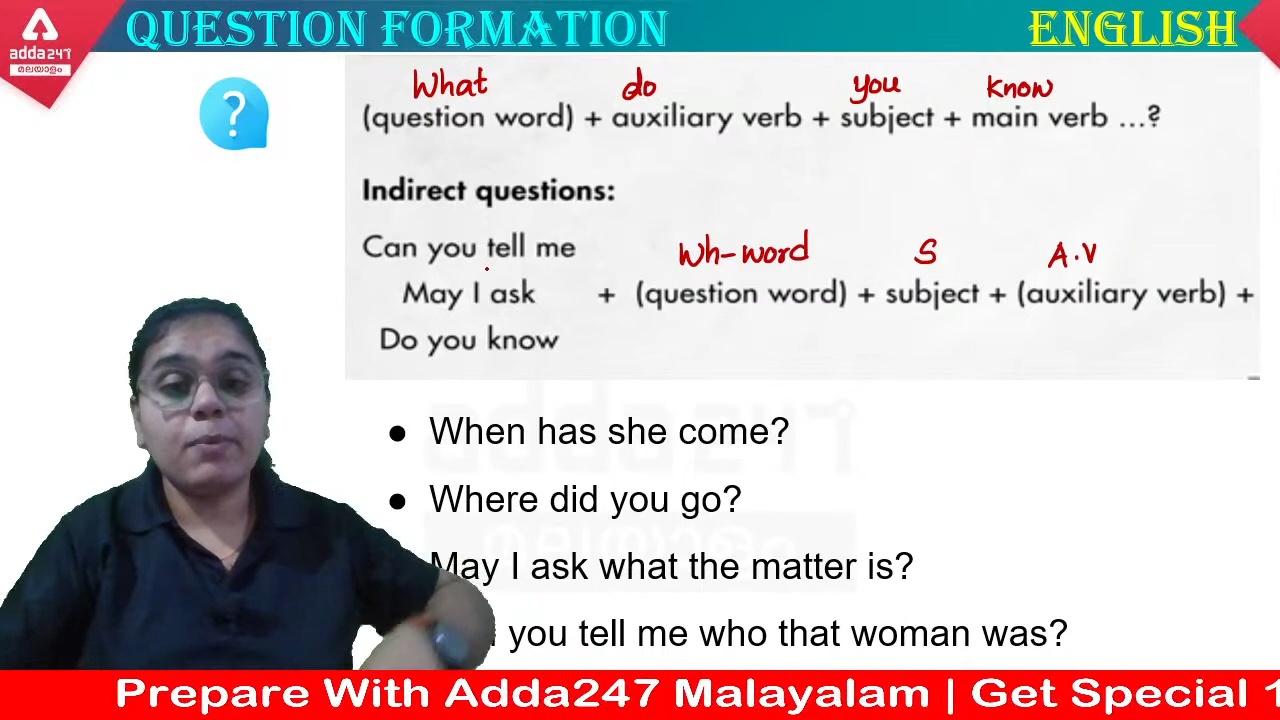 QUESTION FORMATION
ENGLISH
adda247
മലയാളം
?
What do you know
(question word) + auxiliary verb + subject + main verb ...?
Indirect questions:
Can you tell me
Wh-word S A.V
May I ask + (question word) + subject + (auxiliary verb) +
Do you know
adda247
മലയാളം
● When has she come?
● Where did you go?
May I ask what the matter is?
you tell me who that woman was?
Prepare With Adda247 Malayalam | Get Special 1